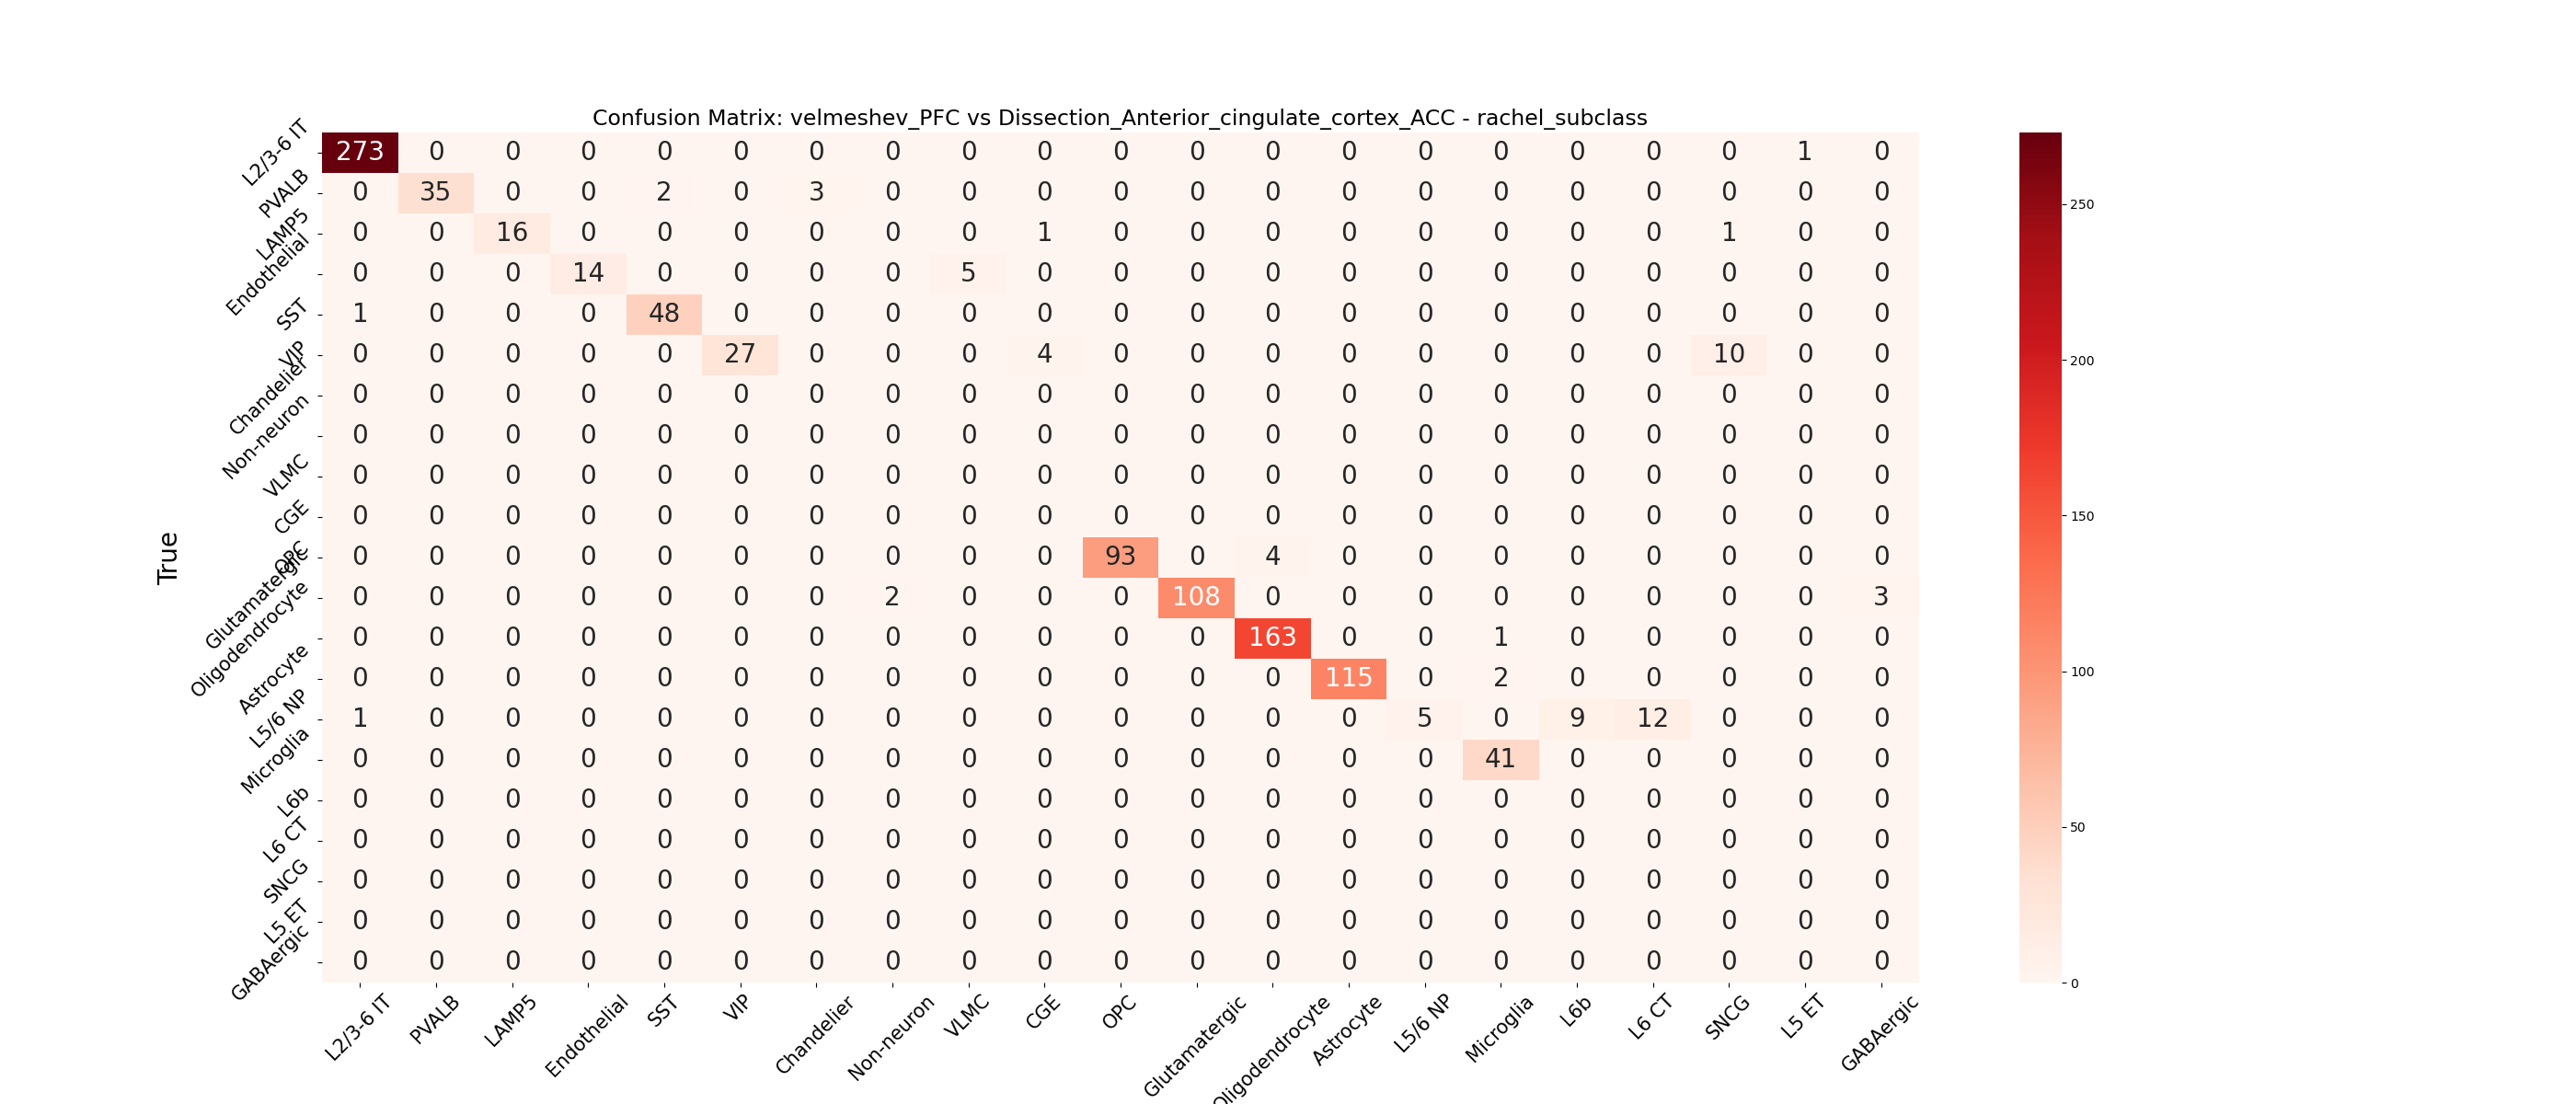 Confusion Matrix: velmeshev_PFC vs Dissection_Anterior_cingulate_cortex_ACC - rachel_subclass
True
L2/3-6 IT 273 0 0 0 0 0 0 0 0 0 0 0 0 0 0 0 0 0 0 1 0
PVALB 0 35 0 0 2 0 3 0 0 0 0 0 0 0 0 0 0 0 0 0 0
LAMP5 0 0 16 0 0 0 0 0 0 1 0 0 0 0 0 0 0 0 1 0 0
Endothelial 0 0 0 14 0 0 0 0 5 0 0 0 0 0 0 0 0 0 0 0 0
SST 1 0 0 0 48 0 0 0 0 0 0 0 0 0 0 0 0 0 0 0 0
VIP 0 0 0 0 0 27 0 0 0 4 0 0 0 0 0 0 0 0 10 0 0
Chandelier 0 0 0 0 0 0 0 0 0 0 0 0 0 0 0 0 0 0 0 0 0
Non-neuron 0 0 0 0 0 0 0 0 0 0 0 0 0 0 0 0 0 0 0 0 0
VLMC 0 0 0 0 0 0 0 0 0 0 0 0 0 0 0 0 0 0 0 0 0
CGE 0 0 0 0 0 0 0 0 0 0 0 0 0 0 0 0 0 0 0 0 0
OPC 0 0 0 0 0 0 0 0 0 0 93 0 4 0 0 0 0 0 0 0 0
Glutamatergic 0 0 0 0 0 0 0 2 0 0 0 108 0 0 0 0 0 0 0 0 3
Oligodendrocyte 0 0 0 0 0 0 0 0 0 0 0 0 163 0 0 1 0 0 0 0 0
Astrocyte 0 0 0 0 0 0 0 0 0 0 0 0 0 115 0 2 0 0 0 0 0
L5/6 NP 1 0 0 0 0 0 0 0 0 0 0 0 0 0 5 0 9 12 0 0 0
Microglia 0 0 0 0 0 0 0 0 0 0 0 0 0 0 0 41 0 0 0 0 0
L6b 0 0 0 0 0 0 0 0 0 0 0 0 0 0 0 0 0 0 0 0 0
L6 CT 0 0 0 0 0 0 0 0 0 0 0 0 0 0 0 0 0 0 0 0 0
SNCG 0 0 0 0 0 0 0 0 0 0 0 0 0 0 0 0 0 0 0 0 0
L5 ET 0 0 0 0 0 0 0 0 0 0 0 0 0 0 0 0 0 0 0 0 0
GABAergic 0 0 0 0 0 0 0 0 0 0 0 0 0 0 0 0 0 0 0 0 0
L2/3-6 IT PVALB LAMP5 Endothelial SST VIP Chandelier Non-neuron VLMC CGE OPC Glutamatergic Oligodendrocyte Astrocyte L5/6 NP Microglia L6b L6 CT SNCG L5 ET GABAergic
250
200
150
100
50
0